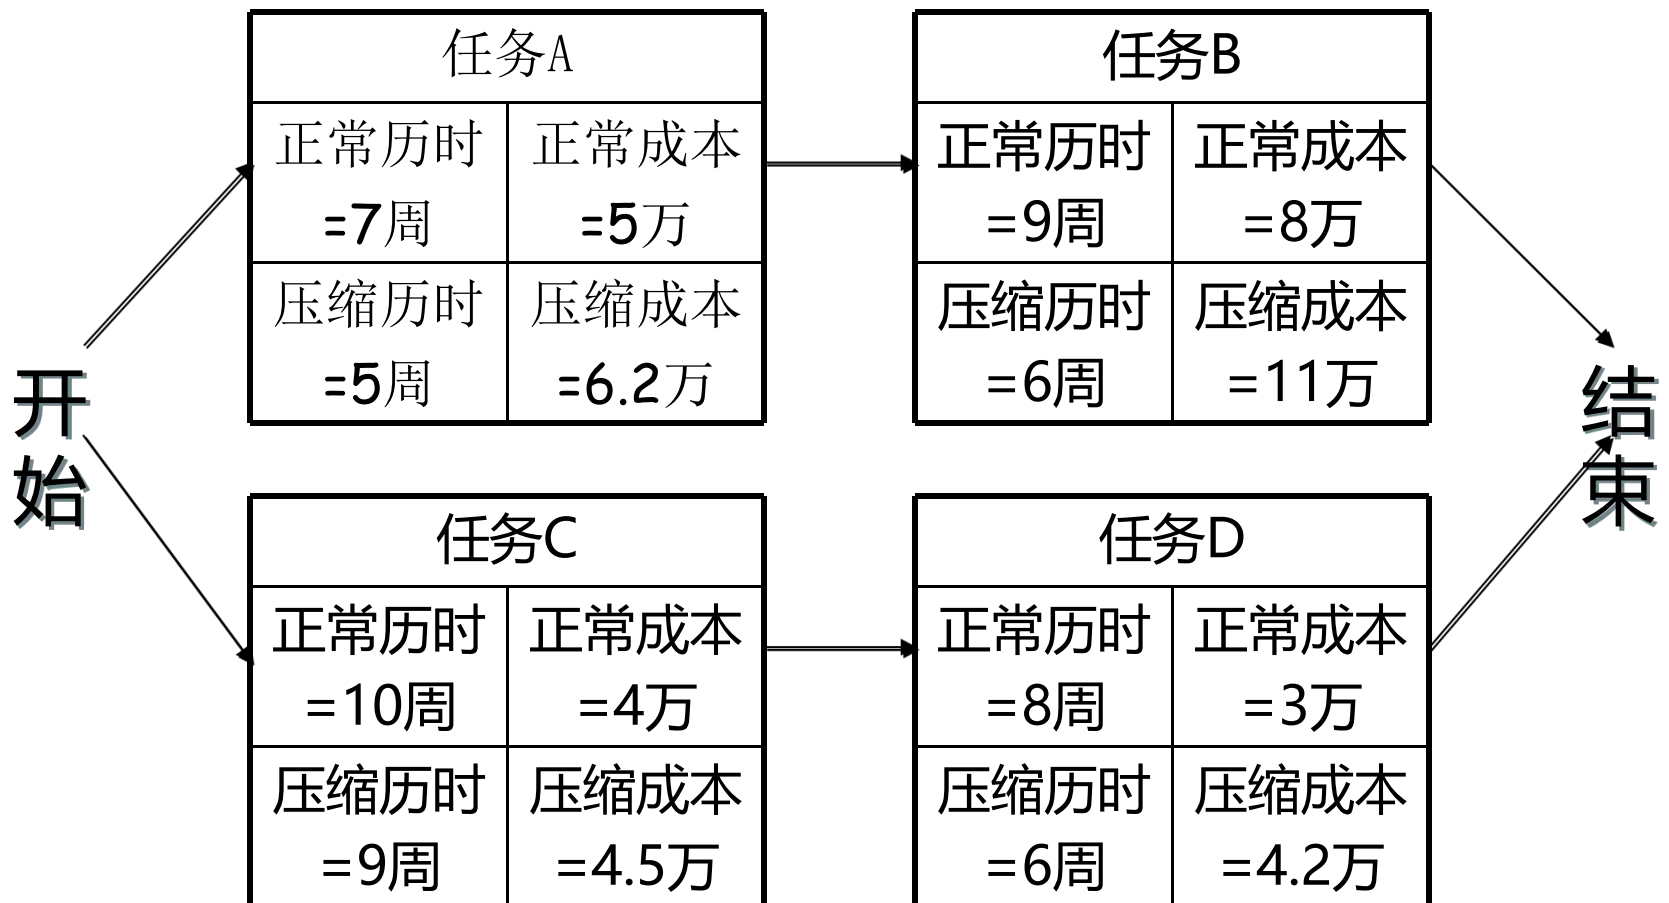 任务A
正常历时
=7周
正常成本
=5万
压缩历时
=5周
压缩成本
=6.2万
任务B
正常历时
=9周
正常成本
=8万
压缩历时
=6周
压缩成本
=11万
开
始
结
束
任务C
正常历时
=10周
正常成本
=4万
压缩历时
=9周
压缩成本
=4.5万
任务D
正常历时
=8周
正常成本
=3万
压缩历时
=6周
压缩成本
=4.2万